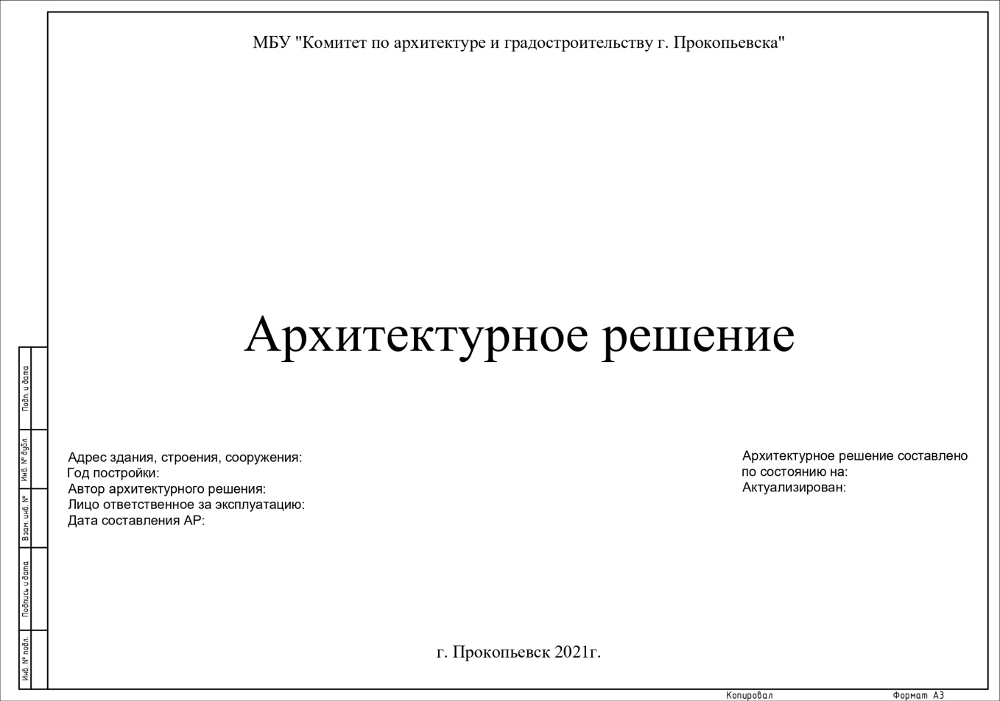 МБУ "Комитет по архитектуре и градостроительству г. Прокопьевска"
Архитектурное решение
Адрес здания, строения, сооружения:
Год постройки:
Автор архитектурного решения:
Лицо ответственное за эксплуатацию:
Дата составления АР:
Архитектурное решение составлено
по состоянию на:
Актуализирован:
г. Прокопьевск 2021г.
Подп. и дата
Инв. № дубл.
Взам. инв. №
Подпись и дата
Инв. № подл.
Копировал
Формат А3